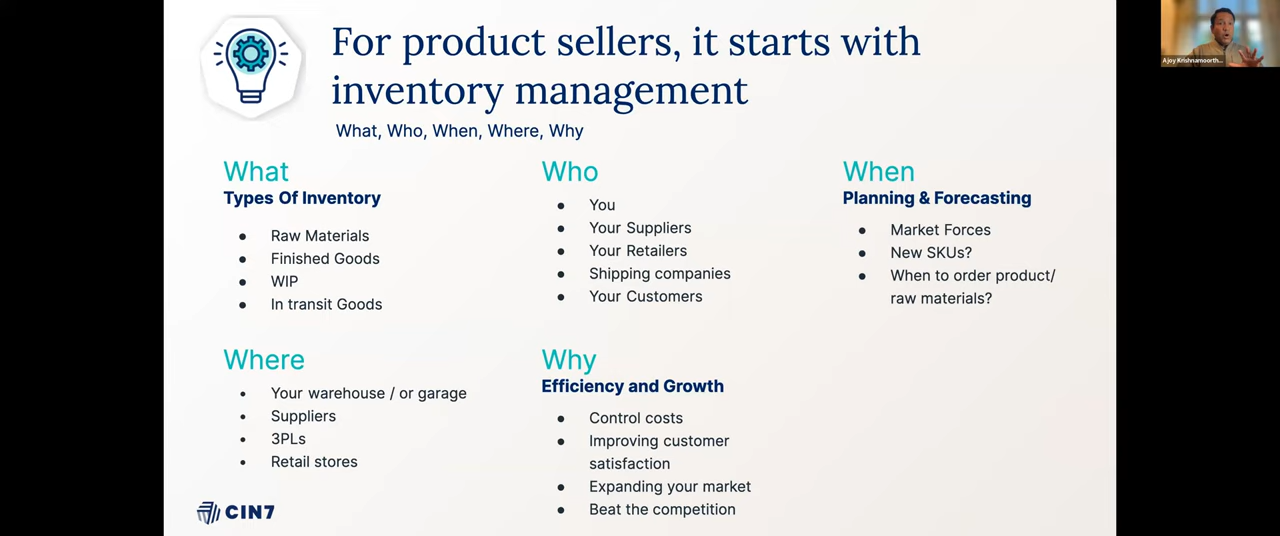 For product sellers, it starts with
inventory management
What, Who, When, Where, Why
What
Types Of Inventory
● Raw Materials
● Finished Goods
● WIP
● In transit Goods
Who
● You
● Your Suppliers
● Your Retailers
● Shipping companies
● Your Customers
When
Planning & Forecasting
● Market Forces
● New SKUs?
● When to order product/
raw materials?
Where
• Your warehouse / or garage
• Suppliers
• 3PLs
• Retail stores
Why
Efficiency and Growth
● Control costs
● Improving customer
satisfaction
● Expanding your market
● Beat the competition
CIN7
Ajoy Krishnamoorth...